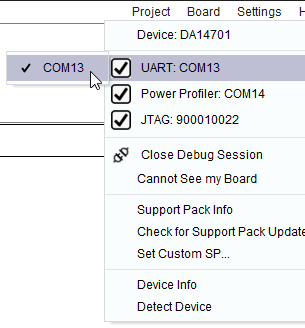 Project Board Settings H
Device: DA14701
COM13
UART: COM13
Power Profiler: COM14
JTAG: 900010022
Close Debug Session
Cannot See my Board
Support Pack Info
Check for Support Pack Update
Set Custom SP...
Device Info
Detect Device